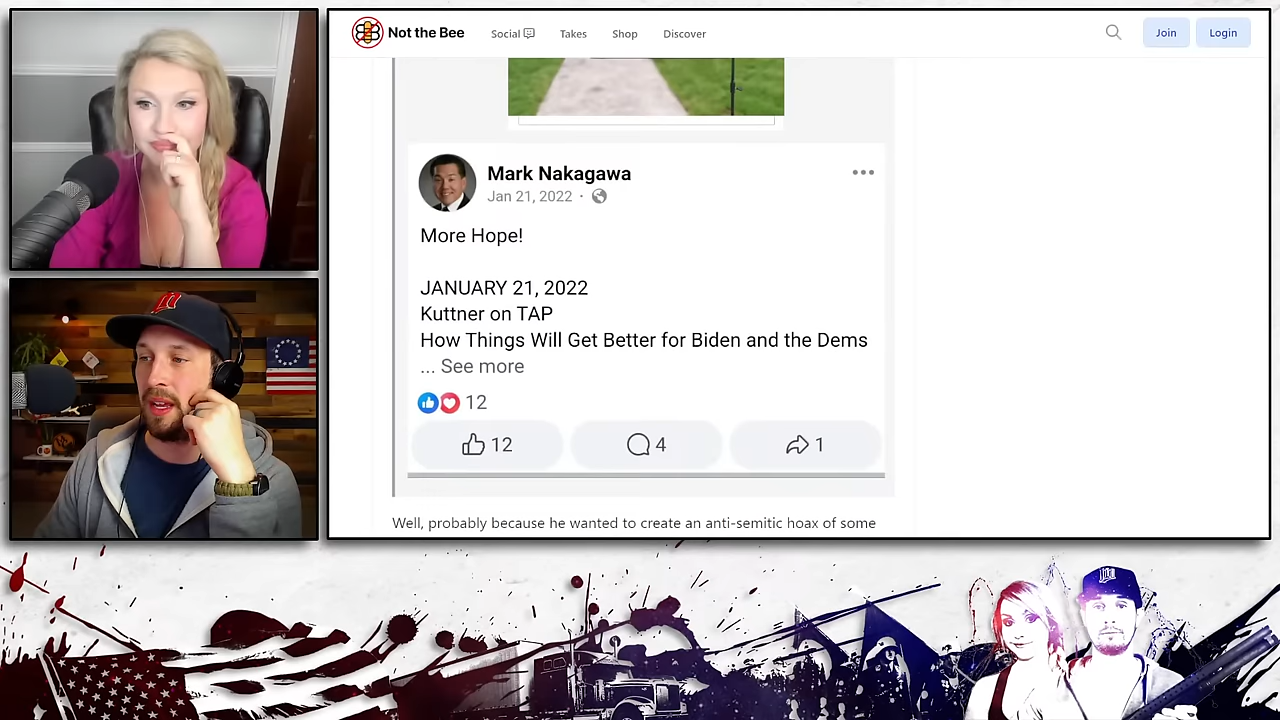 Not the Bee
Social Takes Shop Discover
Join Login
Mark Nakagawa
Jan 21, 2022 ·
More Hope!
JANUARY 21, 2022
Kuttner on TAP
How Things Will Get Better for Biden and the Dems
... See more
12
12 4 1
Well, probably because he wanted to create an anti-semitic hoax of some